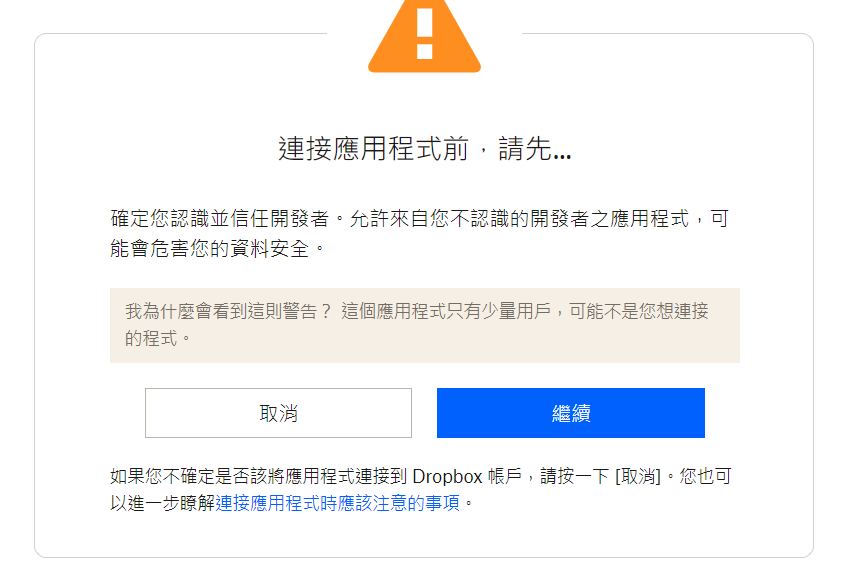 連接應用程式前，請先...
確定您認識並信任開發者。允許來自您不認識的開發者之應用程式，可
能會危害您的資料安全。
我為什麼會看到這則警告？ 這個應用程式只有少量用戶，可能不是您想連接
的程式。
取消
繼續
如果您不確定是否該將應用程式連接到 Dropbox 帳戶，請按一下 [取消]。您也可
以進一步瞭解連接應用程式時應該注意的事項。